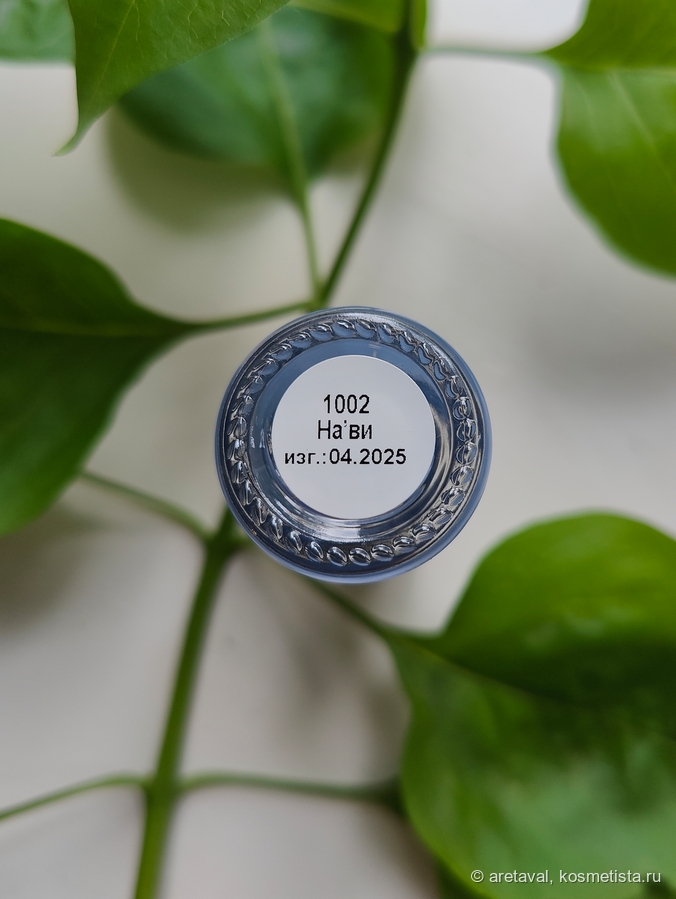 1002
На'ви
изг.:04.2025
© aretaval, kosmetista.ru